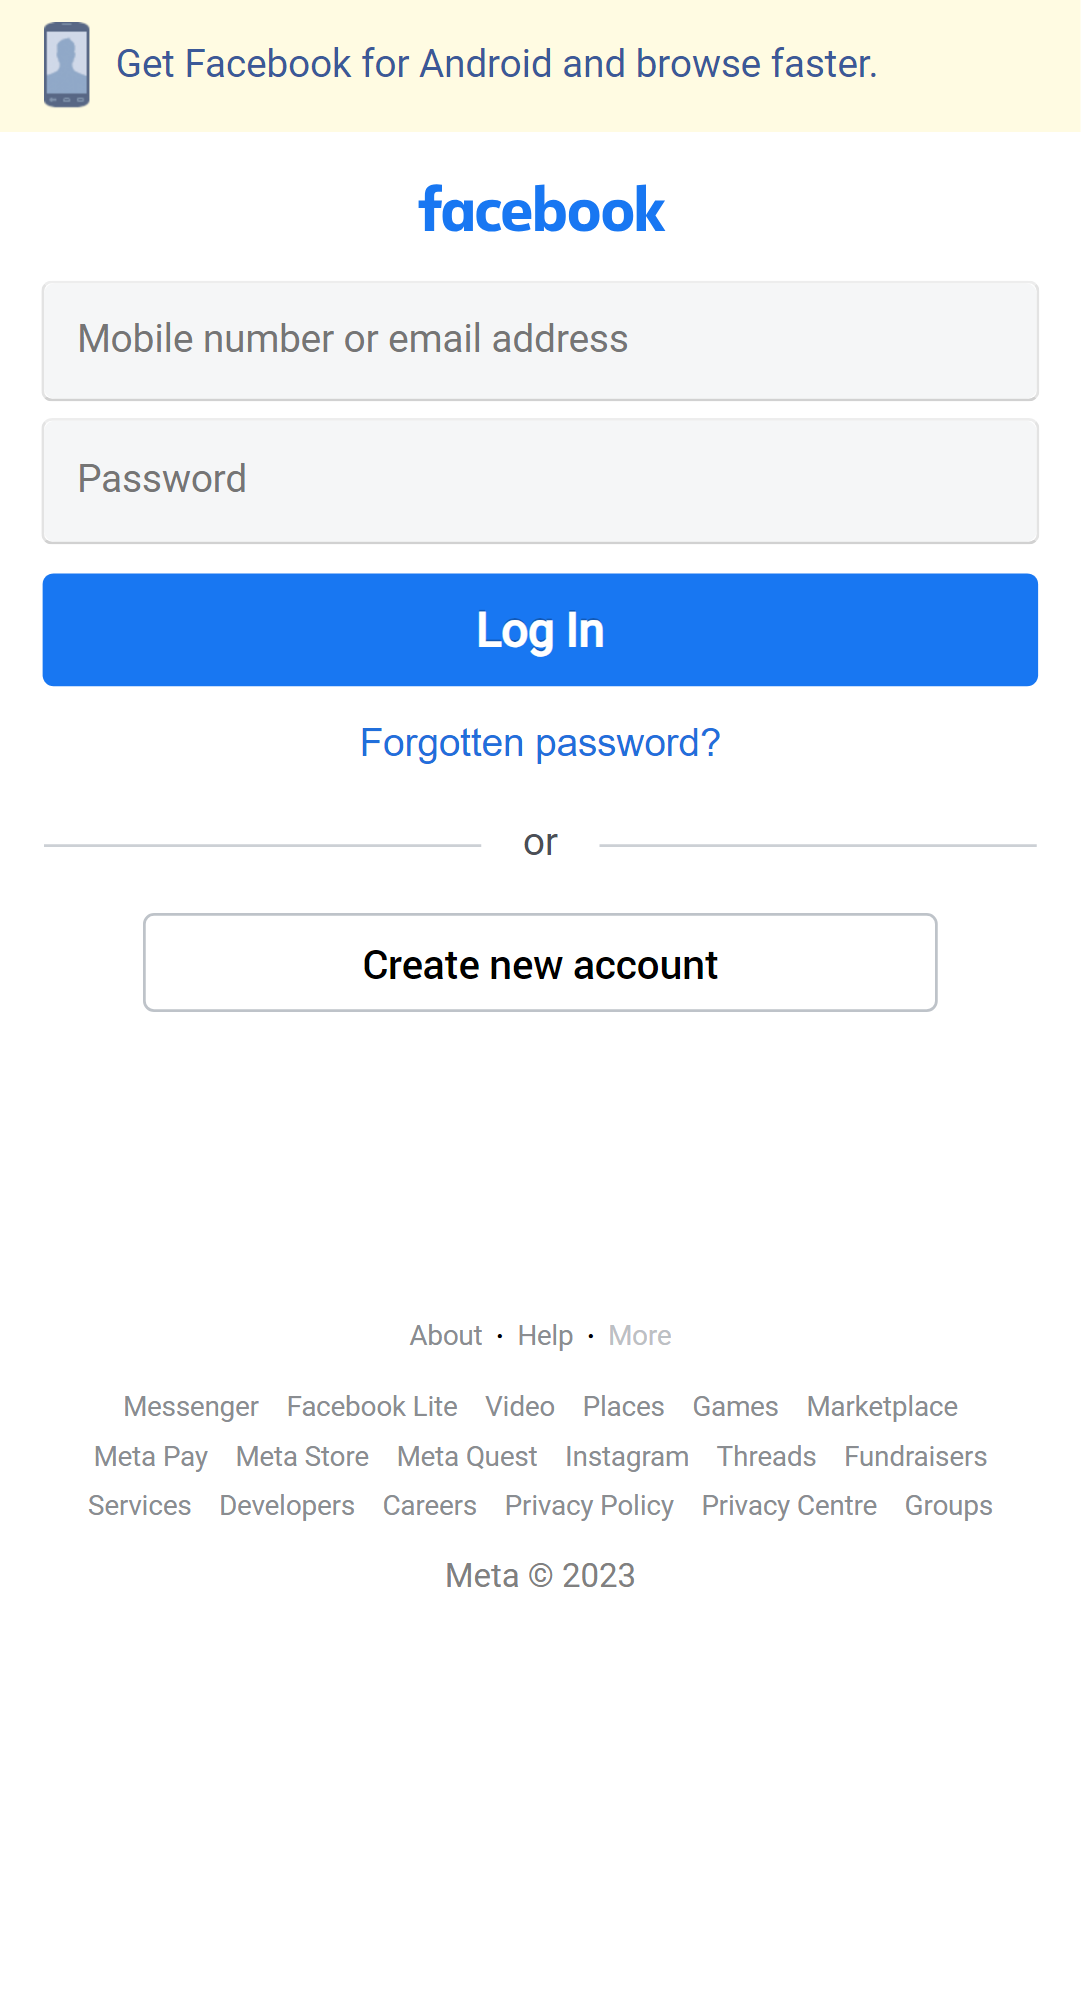 Get Facebook for Android and browse faster.
facebook
Mobile number or email address
Password
Log In
Forgotten password?
or
Create new account
About · Help · More
Messenger Facebook Lite Video Places Games Marketplace
Meta Pay Meta Store Meta Quest Instagram Threads Fundraisers
Services Developers Careers Privacy Policy Privacy Centre Groups
Meta © 2023